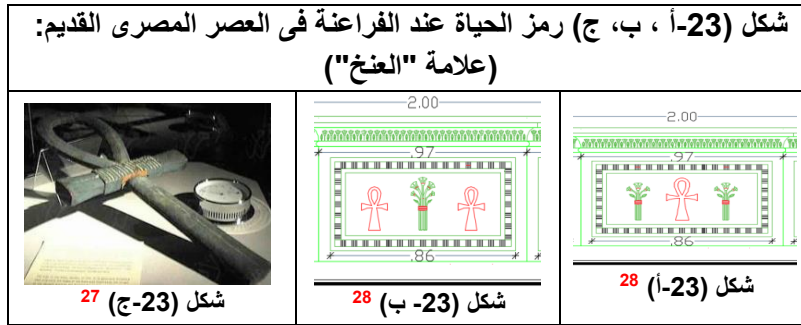 شكل (23-أ ، ب، ج) رمز الحياة عند الفراعنة فى العصر المصرى القديم:
(علامة "العنخ")
2.00
.97
.86
شكل (23-أ) 28
2.00
.97
.86
شكل (23- ب) 28
شكل (23-ج) 27